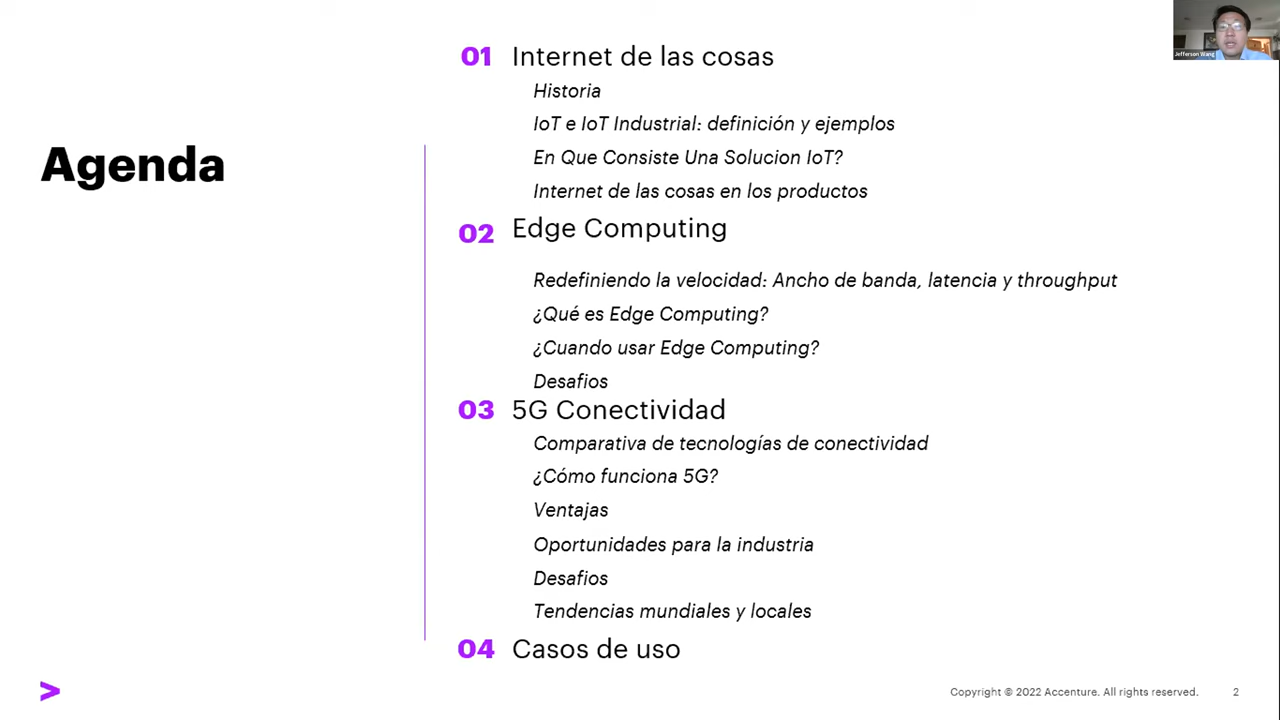 Jefferson Wang
Agenda
01 Internet de las cosas
Historia
IoT e IoT Industrial: definición y ejemplos
En Que Consiste Una Solucion IoT?
Internet de las cosas en los productos
02 Edge Computing
Redefiniendo la velocidad: Ancho de banda, latencia y throughput
¿Qué es Edge Computing?
¿Cuando usar Edge Computing?
Desafios
03 5G Conectividad
Comparativa de tecnologías de conectividad
¿Cómo funciona 5G?
Ventajas
Oportunidades para la industria
Desafios
Tendencias mundiales y locales
04 Casos de uso
>
Copyright © 2022 Accenture. All rights reserved. 2